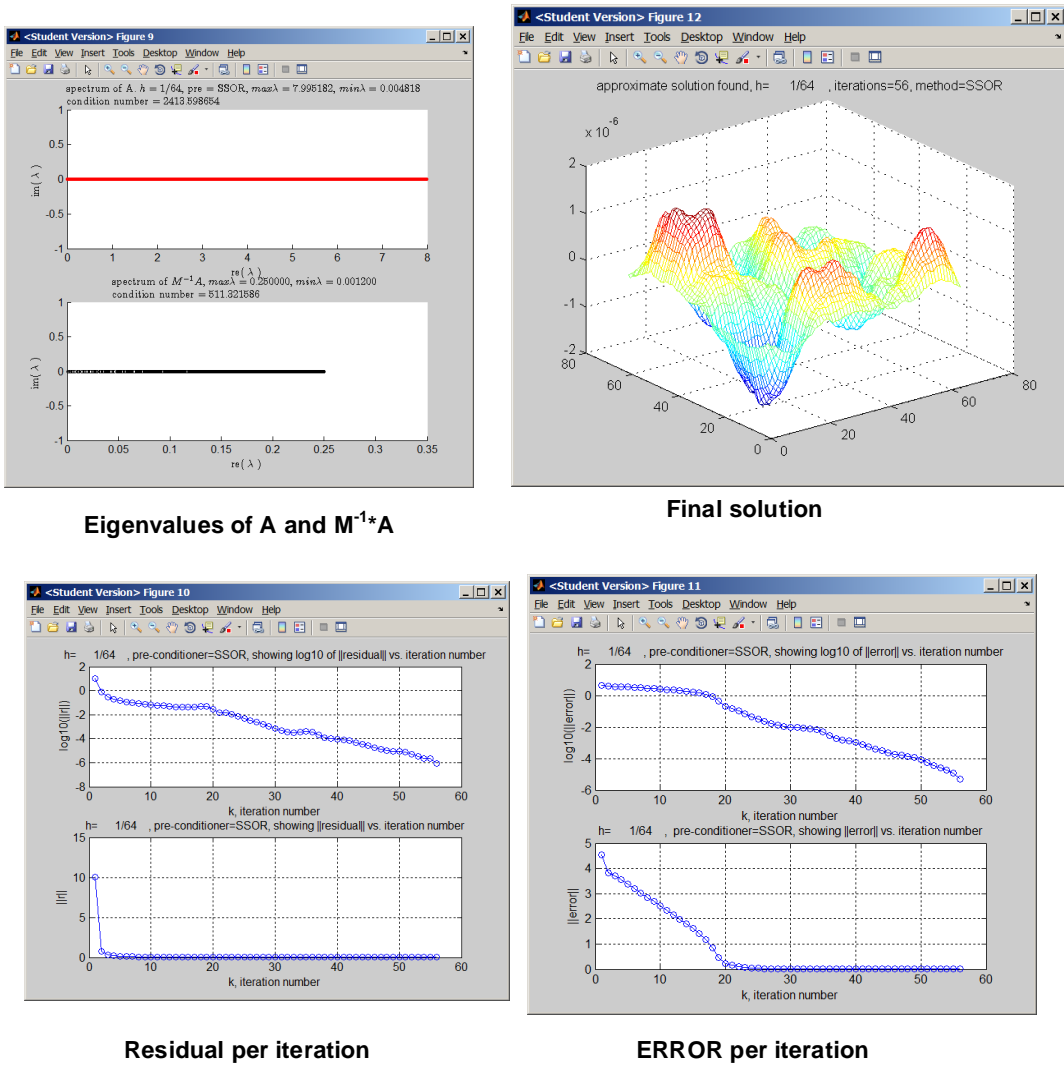 <Student Version> Figure 9
File Edit View Insert Tools Desktop Window Help
spectrum of A. h = 1/64, pre = SSOR, maxλ = 7.995182, minλ = 0.004818
condition number = 2413.598654
1
0.5
0
-0.5
-1
im( λ )
0 1 2 3 4 5 6 7 8
re( λ )
spectrum of M⁻¹A, maxλ = 0.250000, minλ = 0.001200
condition number = 511.321586
1
0.5
0
-0.5
-1
im( λ )
0 0.05 0.1 0.15 0.2 0.25 0.3 0.35
re( λ )
Eigenvalues of A and M⁻¹*A
<Student Version> Figure 12
File Edit View Insert Tools Desktop Window Help
approximate solution found, h= 1/64 , iterations=56, method=SSOR
x 10⁻⁶
2
1
0
-1
-2
80
60
40
20
0
0
20
40
60
80
Final solution
<Student Version> Figure 10
File Edit View Insert Tools Desktop Window Help
h= 1/64 , pre-conditioner=SSOR, showing log10 of ||residual|| vs. iteration number
2
0
-2
-4
-6
-8
log10(||r||)
0 10 20 30 40 50 60
k, iteration number
h= 1/64 , pre-conditioner=SSOR, showing ||residual|| vs. iteration number
15
10
5
0
||r||
0 10 20 30 40 50 60
k, iteration number
Residual per iteration
<Student Version> Figure 11
File Edit View Insert Tools Desktop Window Help
h= 1/64 , pre-conditioner=SSOR, showing log10 of ||error|| vs. iteration number
2
0
-2
-4
-6
log10(||error||)
0 10 20 30 40 50 60
k, iteration number
h= 1/64 , pre-conditioner=SSOR, showing ||error|| vs. iteration number
5
4
3
2
1
0
||error||
0 10 20 30 40 50 60
k, iteration number
ERROR per iteration